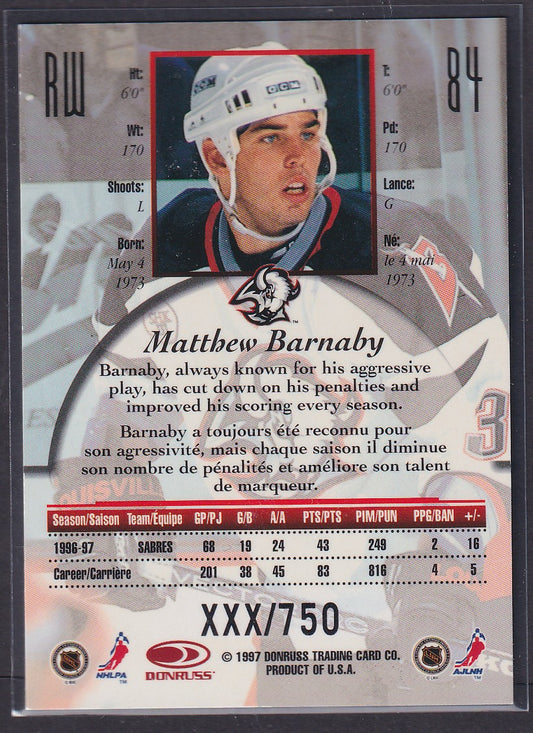 RW
84
Ht:
6'0"
Wt:
170
Shoots:
L
Born:
May 4
1973
CCM
T:
6'0"
Pd:
170
Lance:
G
Né:
le 4 mai
1973
Matthew Barnaby
Barnaby, always known for his aggressive
play, has cut down on his penalties and
improved his scoring every season.
Barnaby a toujours été reconnu pour
son agressivité, mais chaque saison il diminue
son nombre de pénalités et améliore son talent
de marqueur.
3
OUISVIL
Season/Saison Team/Équipe GP/PJ G/B A/A PTS/PTS PIM/PUN PPG/BAN +/-
1996-97 SABRES 68 19 24 43 249 2 16
Career/Carrière 201 38 45 83 816 4 5
XXX/750
NHLPA
DONRUSS
© 1997 DONRUSS TRADING CARD CO.
PRODUCT OF U.S.A.
AJLNH